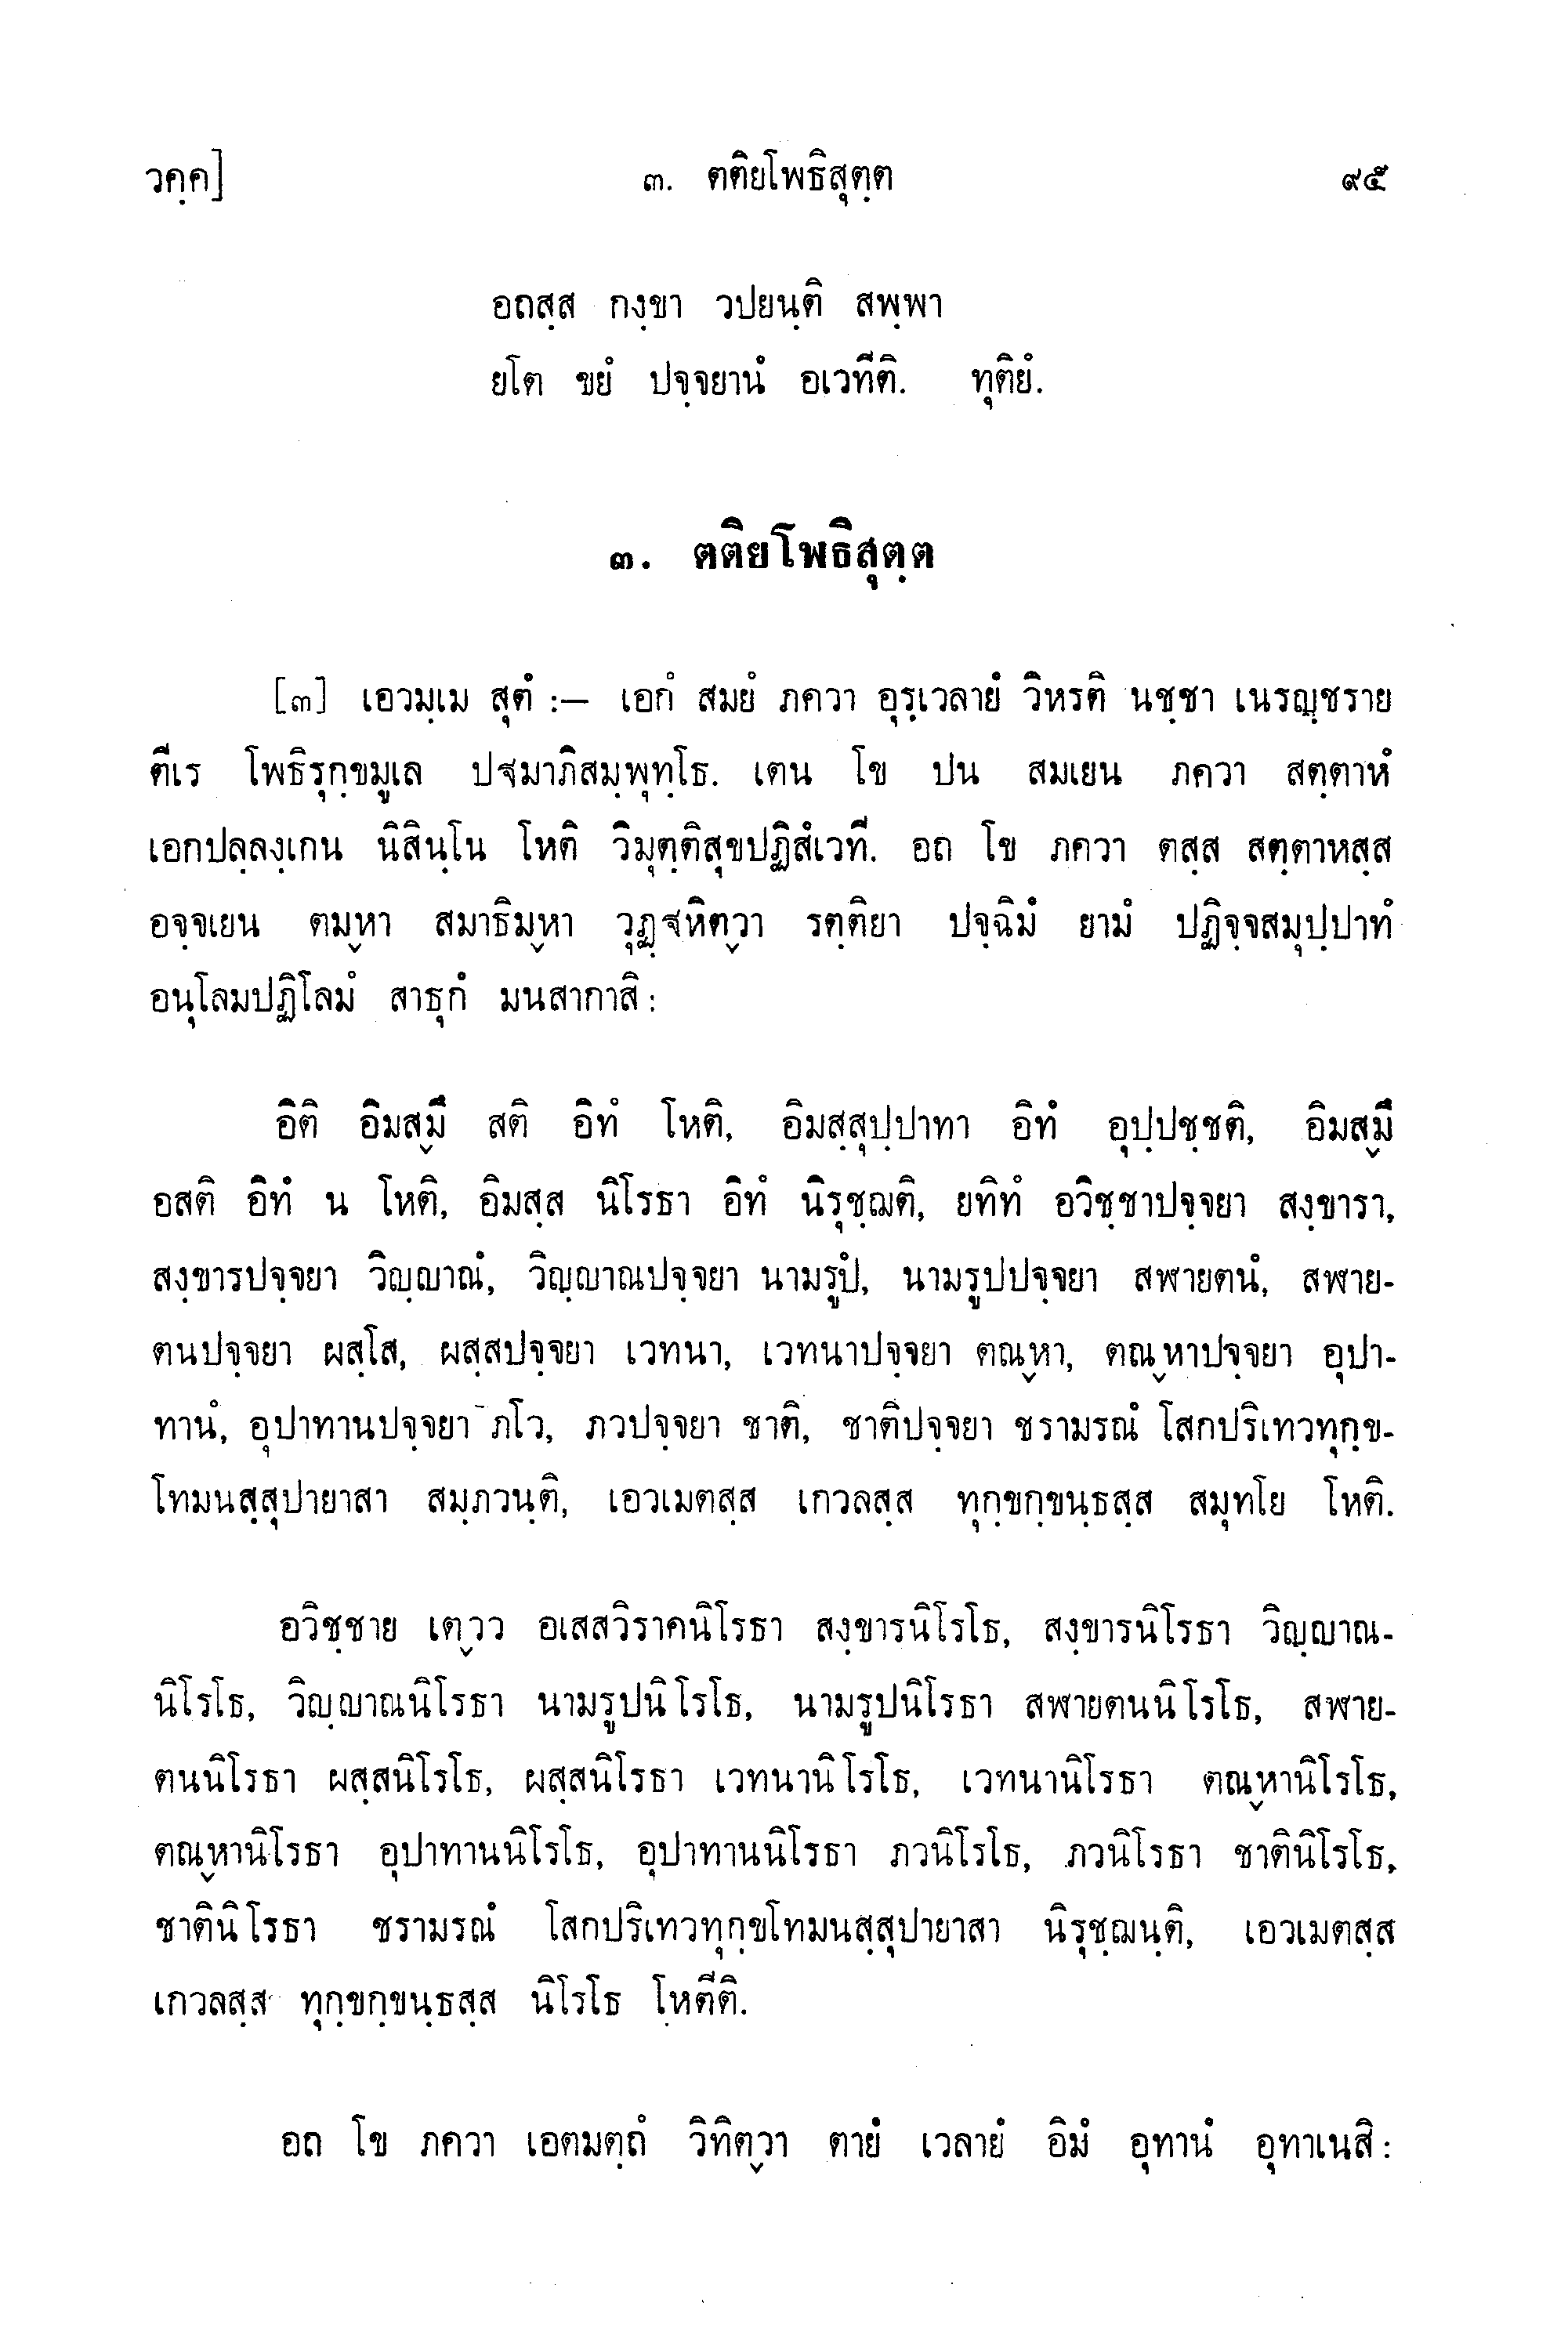 วคฺค]
๓. ตติยโพธิสุตฺต
๙๕
อถสฺส กงฺขา วปยนฺติ สพฺพา
ยโต ขยํ ปจฺจยานํ อเวทีติ. ทุติยํ.
๓. ตติยโพธิสุตฺต
[๓] เอวมฺเม สุตํ :— เอกํ สมยํ ภควา อุรุเวลายํ วิหรติ นชฺชา เนรญฺชราย
ตีเร โพธิรุกฺขมูเล ปฐมาภิสมฺพุทฺโธ. เตน โข ปน สมเยน ภควา สตฺตาหํ
เอกปลฺลงฺเกน นิสินฺโน โหติ วิมุตฺติสุขปฏิสํเวที. อถ โข ภควา ตสฺส สตฺตาหสฺส
อจฺจเยน ตมฺหา สมาธิมฺหา วุฏฺฐหิตฺวา รตฺติยา ปจฺฉิมํ ยามํ ปฏิจฺจสมุปฺปาทํ
อนุโลมปฏิโลมํ สาธุกํ มนสากาสิ :
อิติ อิมสฺมึ สติ อิทํ โหติ, อิมสฺสุปฺปาทา อิทํ อุปฺปชฺชติ, อิมสฺมึ
อสติ อิทํ น โหติ, อิมสฺส นิโรธา อิทํ นิรุชฺฌติ, ยทิทํ อวิชฺชาปจฺจยา สงฺขารา,
สงฺขารปจฺจยา วิญฺญาณํ, วิญฺญาณปจฺจยา นามรูปํ, นามรูปปจฺจยา สฬายตนํ, สฬาย-
ตนปจฺจยา ผสฺโส, ผสฺสปจฺจยา เวทนา, เวทนาปจฺจยา ตณฺหา, ตณฺหาปจฺจยา อุปา-
ทานํ, อุปาทานปจฺจยา ภโว, ภวปจฺจยา ชาติ, ชาติปจฺจยา ชรามรณํ โสกปริเทวทุกฺข-
โทมนสฺสุปายาสา สมฺภวนฺติ, เอวเมตสฺส เกวลสฺส ทุกฺขกฺขนฺธสฺส สมุทโย โหติ.
อวิชฺชาย เตฺวว อเสสวิราคนิโรธา สงฺขารนิโรโธ, สงฺขารนิโรธา วิญฺญาณ-
นิโรโธ, วิญฺญาณนิโรธา นามรูปนิโรโธ, นามรูปนิโรธา สฬายตนนิโรโธ, สฬาย-
ตนนิโรธา ผสฺสนิโรโธ, ผสฺสนิโรธา เวทนานิโรโธ, เวทนานิโรธา ตณฺหานิโรโธ,
ตณฺหานิโรธา อุปาทานนิโรโธ, อุปาทานนิโรธา ภวนิโรโธ, ภวนิโรธา ชาตินิโรโธ,
ชาตินิโรธา ชรามรณํ โสกปริเทวทุกฺขโทมนสฺสุปายาสา นิรุชฺฌนฺติ, เอวเมตสฺส
เกวลสฺส ทุกฺขกฺขนฺธสฺส นิโรโธ โหตีติ.
อถ โข ภควา เอตมตฺถํ วิทิตฺวา ตายํ เวลายํ อิมํ อุทานํ อุทาเนสิ :